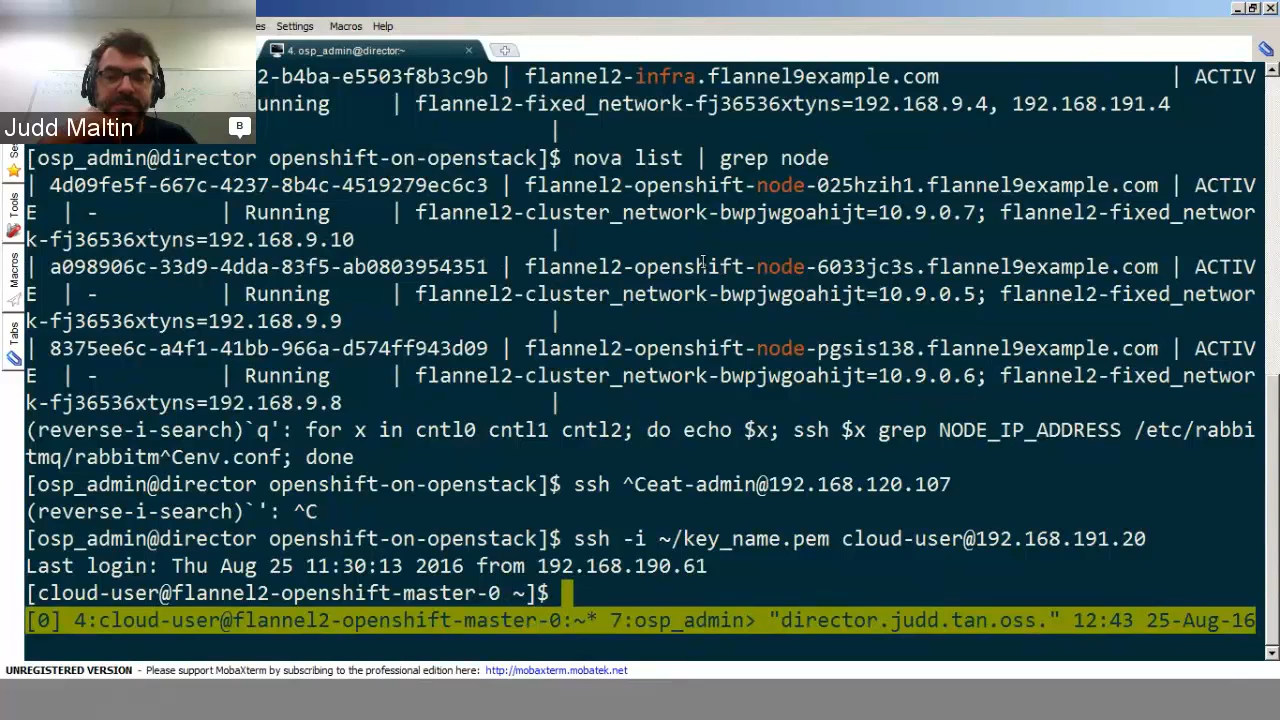 es Settings Macros Help
4. osp_admin@director:~
2-b4ba-e5503f8b3c9b | flannel2-infra.flannel9example.com | ACTIV
unning | flannel2-fixed_network-fj36536xtyns=192.168.9.4, 192.168.191.4
|
Judd Maltin B
[osp_admin@director openshift-on-openstack]$ nova list | grep node
| 4d09fe5f-667c-4237-8b4c-4519279ec6c3 | flannel2-openshift-node-025hzih1.flannel9example.com | ACTIV
E | - | Running | flannel2-cluster_network-bwpjwgoahijt=10.9.0.7; flannel2-fixed_networ
k-fj36536xtyns=192.168.9.10 |
| a098906c-33d9-4dda-83f5-ab0803954351 | flannel2-openshift-node-6033jc3s.flannel9example.com | ACTIV
E | - | Running | flannel2-cluster_network-bwpjwgoahijt=10.9.0.5; flannel2-fixed_networ
k-fj36536xtyns=192.168.9.9 |
| 8375ee6c-a4f1-41bb-966a-d574ff943d09 | flannel2-openshift-node-pgsis138.flannel9example.com | ACTIV
E | - | Running | flannel2-cluster_network-bwpjwgoahijt=10.9.0.6; flannel2-fixed_networ
k-fj36536xtyns=192.168.9.8 |
(reverse-i-search)`q': for x in cntl0 cntl1 cntl2; do echo $x; ssh $x grep NODE_IP_ADDRESS /etc/rabbi
tmq/rabbitm^Cenv.conf; done
[osp_admin@director openshift-on-openstack]$ ssh ^Ceat-admin@192.168.120.107
(reverse-i-search)`': ^C
[osp_admin@director openshift-on-openstack]$ ssh -i ~/key_name.pem cloud-user@192.168.191.20
Last login: Thu Aug 25 11:30:13 2016 from 192.168.190.61
[cloud-user@flannel2-openshift-master-0 ~]$
[0] 4:cloud-user@flannel2-openshift-master-0:~* 7:osp_admin> "director.judd.tan.oss." 12:43 25-Aug-16
Tools
Macros
Tabs
UNREGISTERED VERSION - Please support MobaXterm by subscribing to the professional edition here: http://mobaxterm.mobatek.net